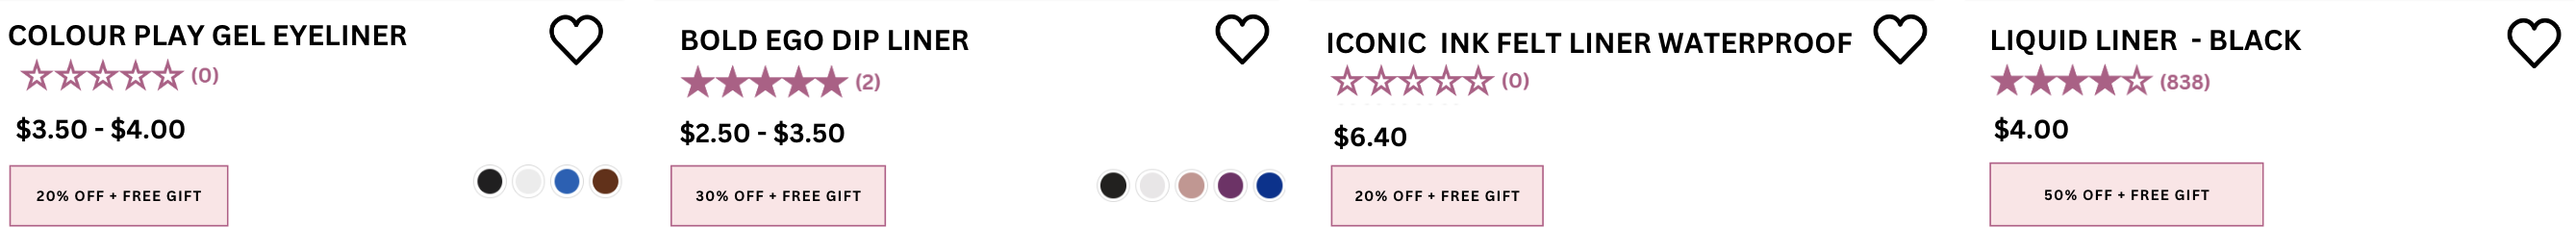 COLOUR PLAY GEL EYELINER
(0)
$3.50 - $4.00
20% OFF + FREE GIFT
BOLD EGO DIP LINER
(2)
$2.50 - $3.50
30% OFF + FREE GIFT
ICONIC INK FELT LINER WATERPROOF
(0)
$6.40
20% OFF + FREE GIFT
LIQUID LINER - BLACK
(838)
$4.00
50% OFF + FREE GIFT